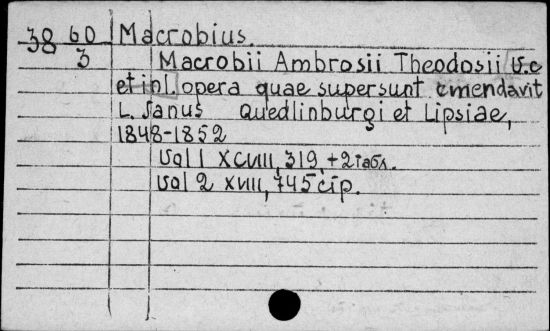 38 60 Macrobius.
3 Macrobii Ambrosii Theodosii V.c
et inl. opera quae supersunt emendavit
L. Janus Quedlinburgi et Lipsiae,
1848-1852
Vol 1 XCVIII, 319, + 2 табл.
Vol 2 XVIII, 745 стр.